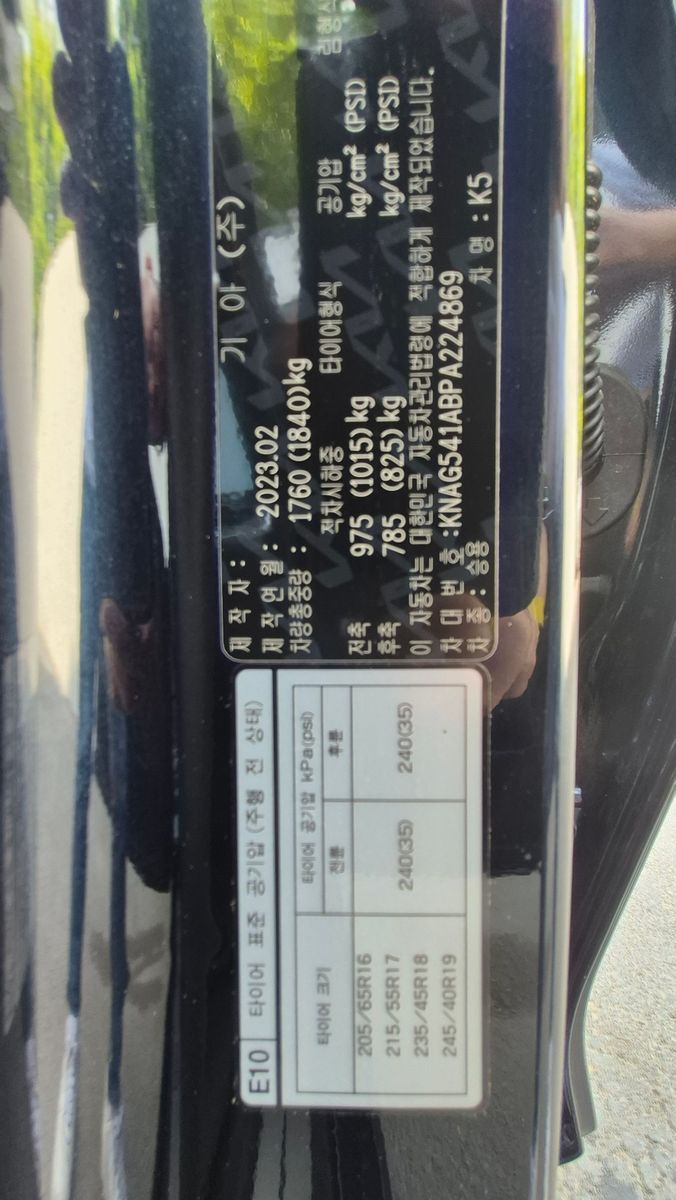 E10 타이어 표준 공기압 (주행 전 상태)
타이어 크기 타이어 공기압 kPa(psi)
전륜 후륜
205/65R16
215/55R17
235/45R18
245/40R19
240(35) 240(35)
제 작 자 : 기 아 (주)
제 작 연 월 : 2023.02
차량총중량 : 1760 (1840)kg
적차시하중 타이어형식 공기압 림형식
전축 975 (1015)kg kg/cm² (PSI)
후축 785 (825)kg kg/cm² (PSI)
이 자동차는 대한민국 자동차관리법령에 적합하게 제작되었습니다.
차 대 번 호 :KNAG541ABPA224869
차 종 : 승용 차 명 : K5
KIA